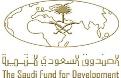 الصندوق السعودي للتنمية
The Saudi Fund for Development